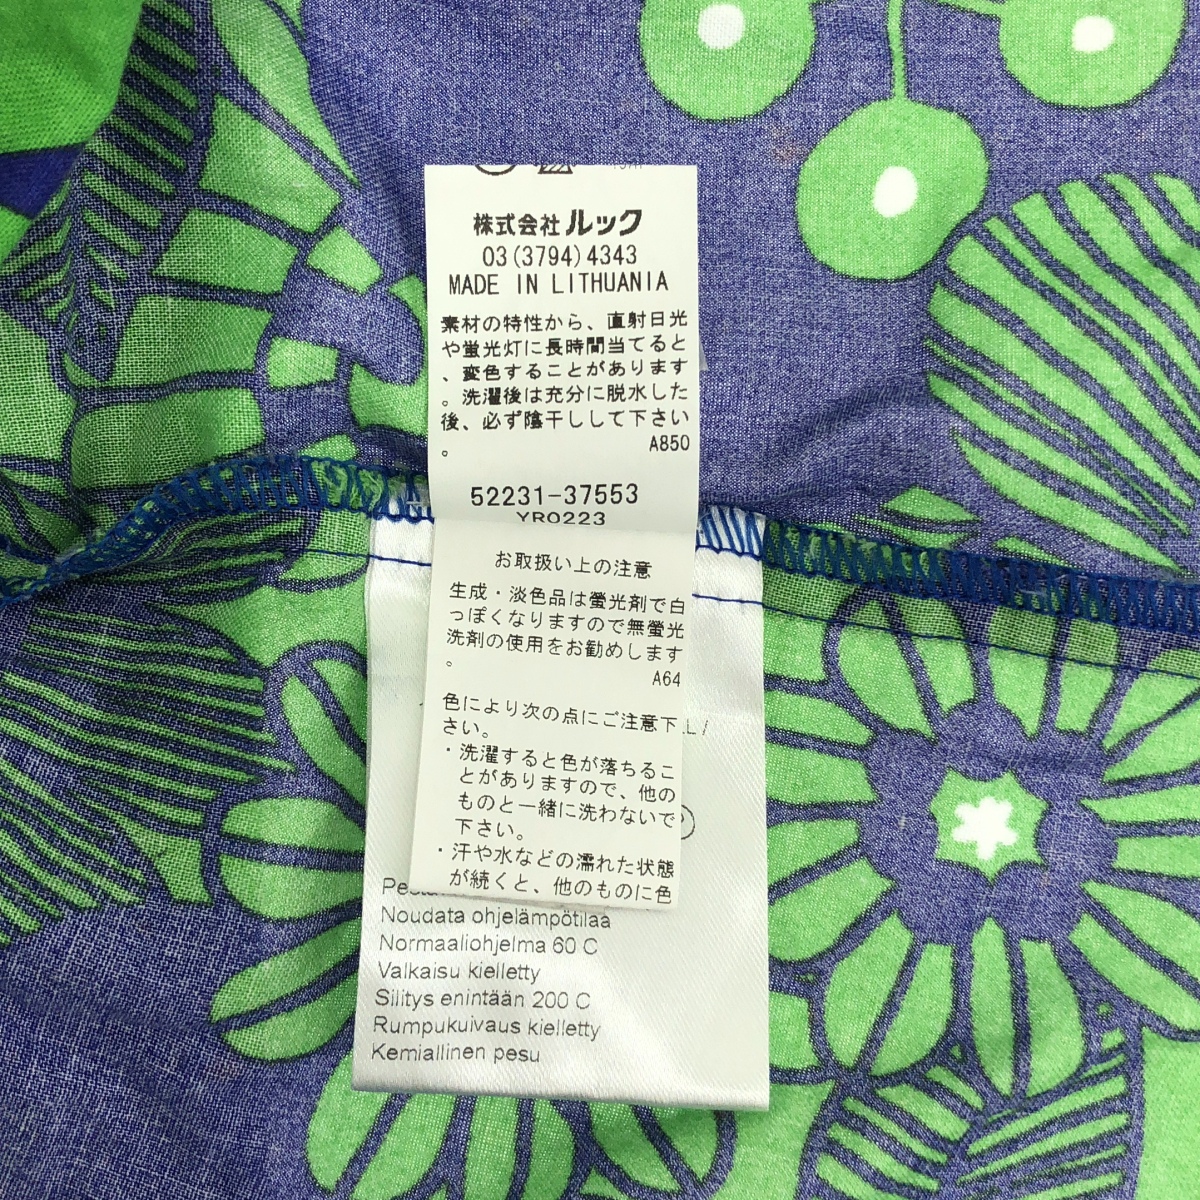 株式会社 ルック
03(3794)4343
MADE IN LITHUANIA
素材の特性から、直射日光
や蛍光灯に長時間当てると
、変色することがあります
。洗濯後は充分に脱水した
後、必ず陰干しして下さい
。
A850
52231-37553
YR0223
お取扱い上の注意
生成・淡色品は螢光剤で白
っぽくなりますので無螢光
洗剤の使用をお勧めします
。
A64
色により次の点にご注意下
さい。
・洗濯すると色が落ちるこ
とがありますので、他の
ものと一緒に洗わないで
下さい。
・汗や水などの濡れた状態
が続くと、他のものに色
Noudata ohjelämpötilaa
Normaaliohjelma 60 C
Valkaisu kielletty
Silitys enintään 200 C
Rumpukuivaus kielletty
Kemiallinen pesu